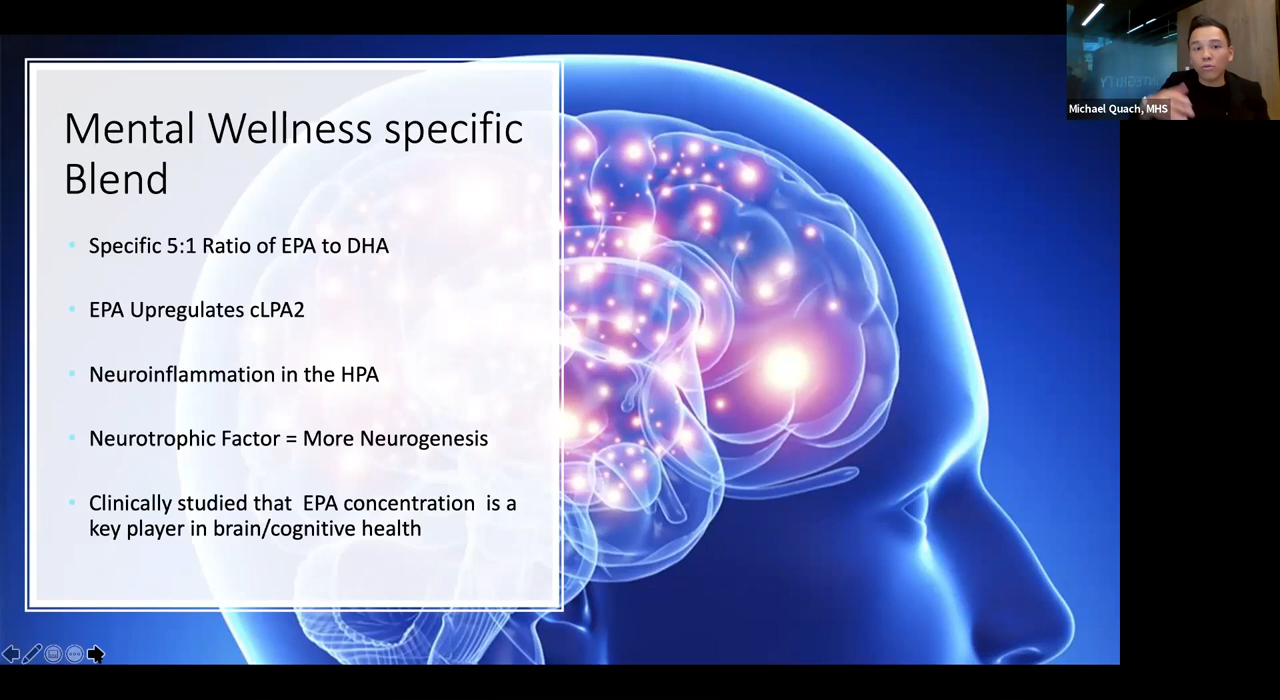 Mental Wellness specific
Blend
• Specific 5:1 Ratio of EPA to DHA
• EPA Upregulates cLPA2
• Neuroinflammation in the HPA
• Neurotrophic Factor = More Neurogenesis
• Clinically studied that EPA concentration is a
key player in brain/cognitive health
Michael Quach, MHS